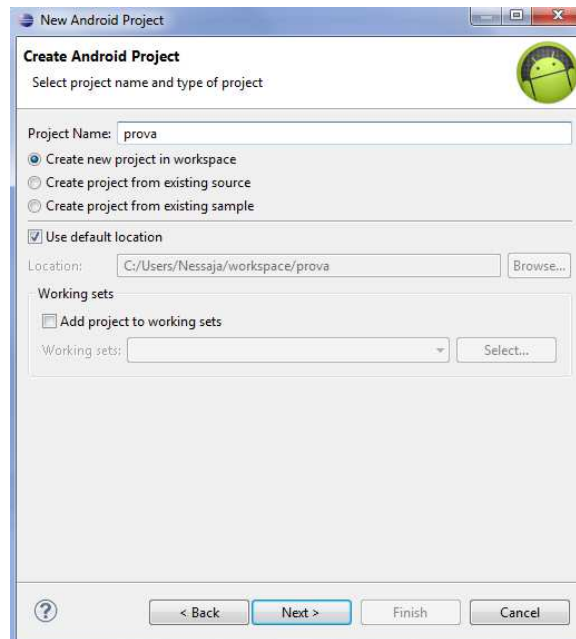 New Android Project
Create Android Project
Select project name and type of project
Project Name: prova
Create new project in workspace
Create project from existing source
Create project from existing sample
Use default location
Location: C:/Users/Nessaja/workspace/prova Browse...
Working sets
Add project to working sets
Working sets: Select...
? < Back Next > Finish Cancel